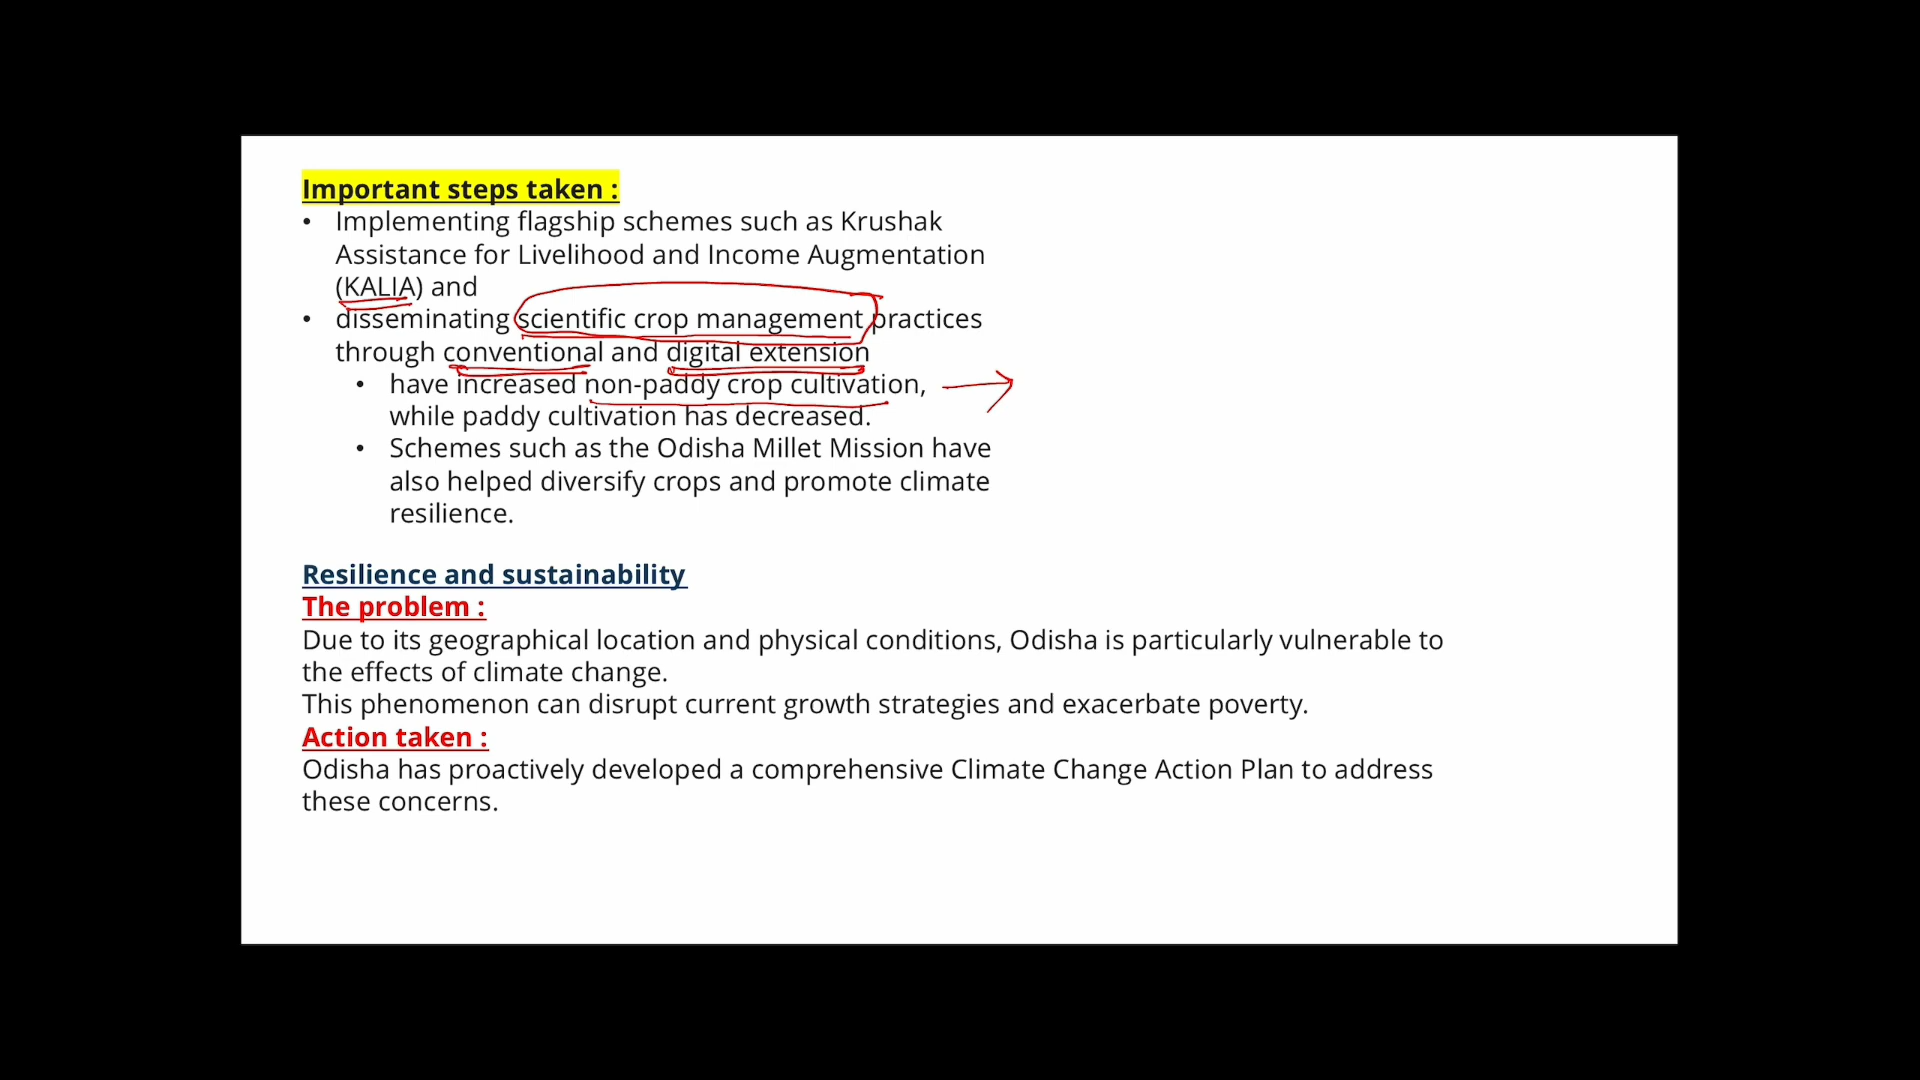 Important steps taken :
• Implementing flagship schemes such as Krushak
Assistance for Livelihood and Income Augmentation
(KALIA) and
• disseminating scientific crop management practices
through conventional and digital extension
• have increased non-paddy crop cultivation,
while paddy cultivation has decreased.
• Schemes such as the Odisha Millet Mission have
also helped diversify crops and promote climate
resilience.
Resilience and sustainability
The problem :
Due to its geographical location and physical conditions, Odisha is particularly vulnerable to
the effects of climate change.
This phenomenon can disrupt current growth strategies and exacerbate poverty.
Action taken :
Odisha has proactively developed a comprehensive Climate Change Action Plan to address
these concerns.